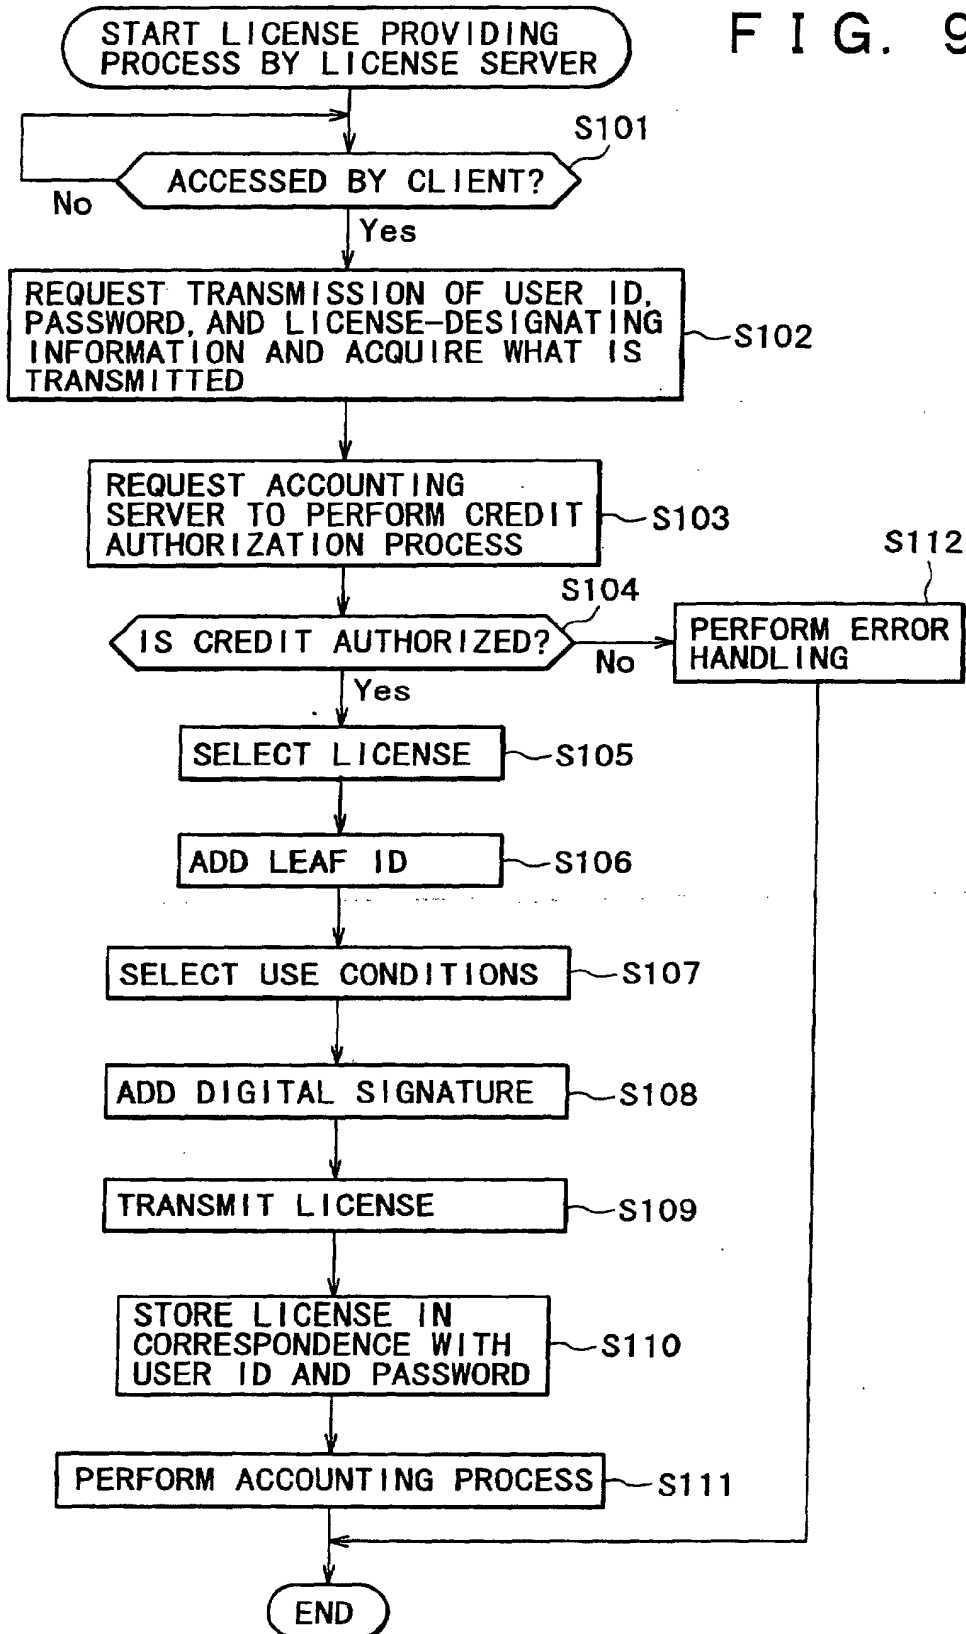 FIG. 9
START LICENSE PROVIDING
PROCESS BY LICENSE SERVER
S101
ACCESSED BY CLIENT?
No
Yes
REQUEST TRANSMISSION OF USER ID,
PASSWORD, AND LICENSE-DESIGNATING
INFORMATION AND ACQUIRE WHAT IS
TRANSMITTED
S102
REQUEST ACCOUNTING
SERVER TO PERFORM CREDIT
AUTHORIZATION PROCESS
S103
S104
IS CREDIT AUTHORIZED?
No
Yes
S112
PERFORM ERROR
HANDLING
SELECT LICENSE
S105
ADD LEAF ID
S106
SELECT USE CONDITIONS
S107
ADD DIGITAL SIGNATURE
S108
TRANSMIT LICENSE
S109
STORE LICENSE IN
CORRESPONDENCE WITH
USER ID AND PASSWORD
S110
PERFORM ACCOUNTING PROCESS
S111
END